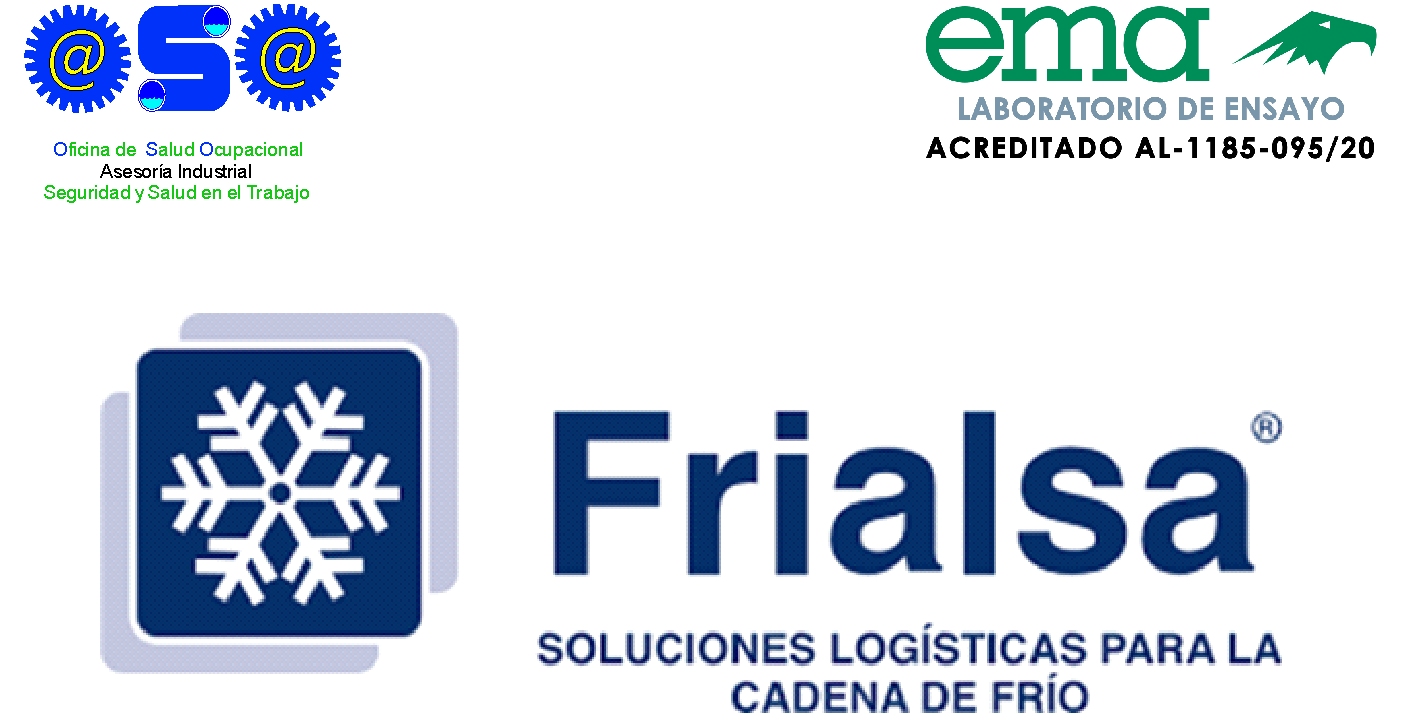 @S@
Oficina de Salud Ocupacional
Asesoría Industrial
Seguridad y Salud en el Trabajo
ema
LABORATORIO DE ENSAYO
ACREDITADO AL-1185-095/20
Frialsa®
SOLUCIONES LOGÍSTICAS PARA LA
CADENA DE FRÍO